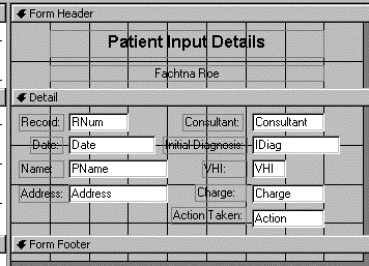 Form Header
Patient Input Details
Fachtna Roe
Detail
Record: RNum Consultant: Consultant
Date: Date Initial Diagnosis: IDiag
Name: PName VHI: VHI
Address: Address Charge: Charge
Action Taken: Action
Form Footer